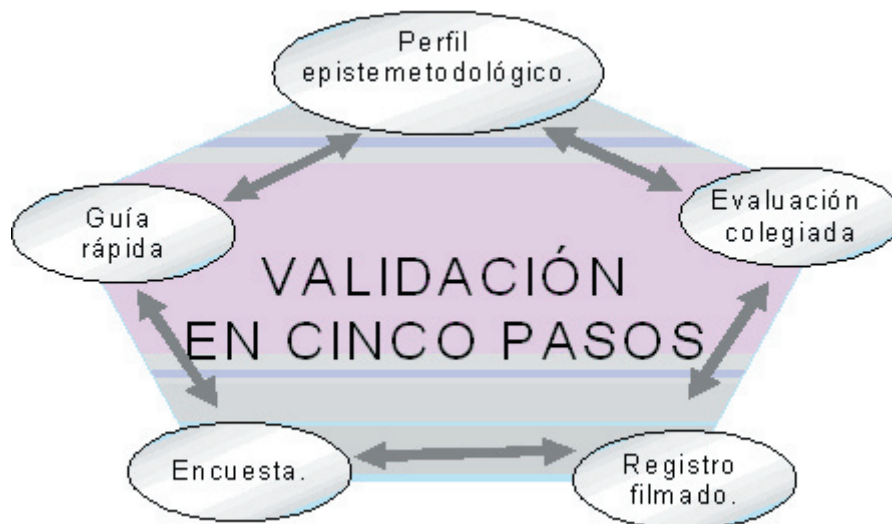 Perfil
epistemetodológico.
Guía
rápida
Evaluación
colegiada
VALIDACIÓN
EN CINCO PASOS
Encuesta.
Registro
filmado.